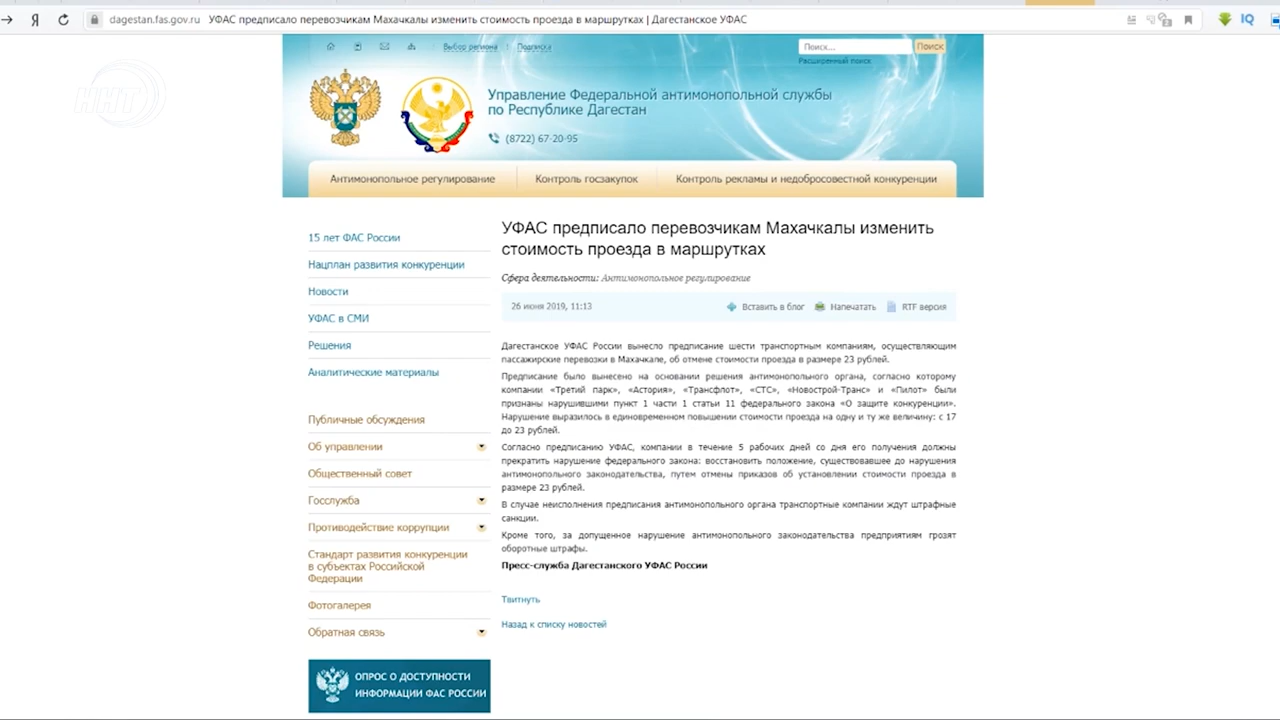 dagestan.fas.gov.ru УФАС предписало перевозчикам Махачкалы изменить стоимость проезда в маршрутках | Дагестанское УФАС
Выбор региона
Подписка
Поиск...
Поиск
Расширенный поиск
ННТ
Управление Федеральной антимонопольной службы
по Республике Дагестан
(8722) 67-20-95
Антимонопольное регулирование
Контроль госзакупок
Контроль рекламы и недобросовестной конкуренции
15 лет ФАС России
Нацплан развития конкуренции
Новости
УФАС в СМИ
Решения
Аналитические материалы
Публичные обсуждения
Об управлении
Общественный совет
Госслужба
Противодействие коррупции
Стандарт развития конкуренции
в субъектах Российской
Федерации
Фотогалерея
Обратная связь
ОПРОС О ДОСТУПНОСТИ
ИНФОРМАЦИИ ФАС РОССИИ
УФАС предписало перевозчикам Махачкалы изменить
стоимость проезда в маршрутках
Сфера деятельности: Антимонопольное регулирование
26 июня 2019, 11:13
Вставить в блог
Напечатать
RTF версия
Дагестанское УФАС России вынесло предписание шести транспортным компаниям, осуществляющим
пассажирские перевозки в Махачкале, об отмене стоимости проезда в размере 23 рублей.
Предписание было вынесено на основании решения антимонопольного органа, согласно которому
компании «Третий парк», «Астория», «Трансфлот», «СТС», «Новострой-Транс» и «Пилот» были
признаны нарушившими пункт 1 части 1 статьи 11 федерального закона «О защите конкуренции».
Нарушение выразилось в единовременном повышении стоимости проезда на одну и ту же величину: с 17
до 23 рублей.
Согласно предписанию УФАС, компании в течение 5 рабочих дней со дня его получения должны
прекратить нарушение федерального закона: восстановить положение, существовавшее до нарушения
антимонопольного законодательства, путем отмены приказов об установлении стоимости проезда в
размере 23 рублей.
В случае неисполнения предписания антимонопольного органа транспортные компании ждут штрафные
санкции.
Кроме того, за допущенное нарушение антимонопольного законодательства предприятиям грозят
оборотные штрафы.
Пресс-служба Дагестанского УФАС России
Твитнуть
Назад к списку новостей